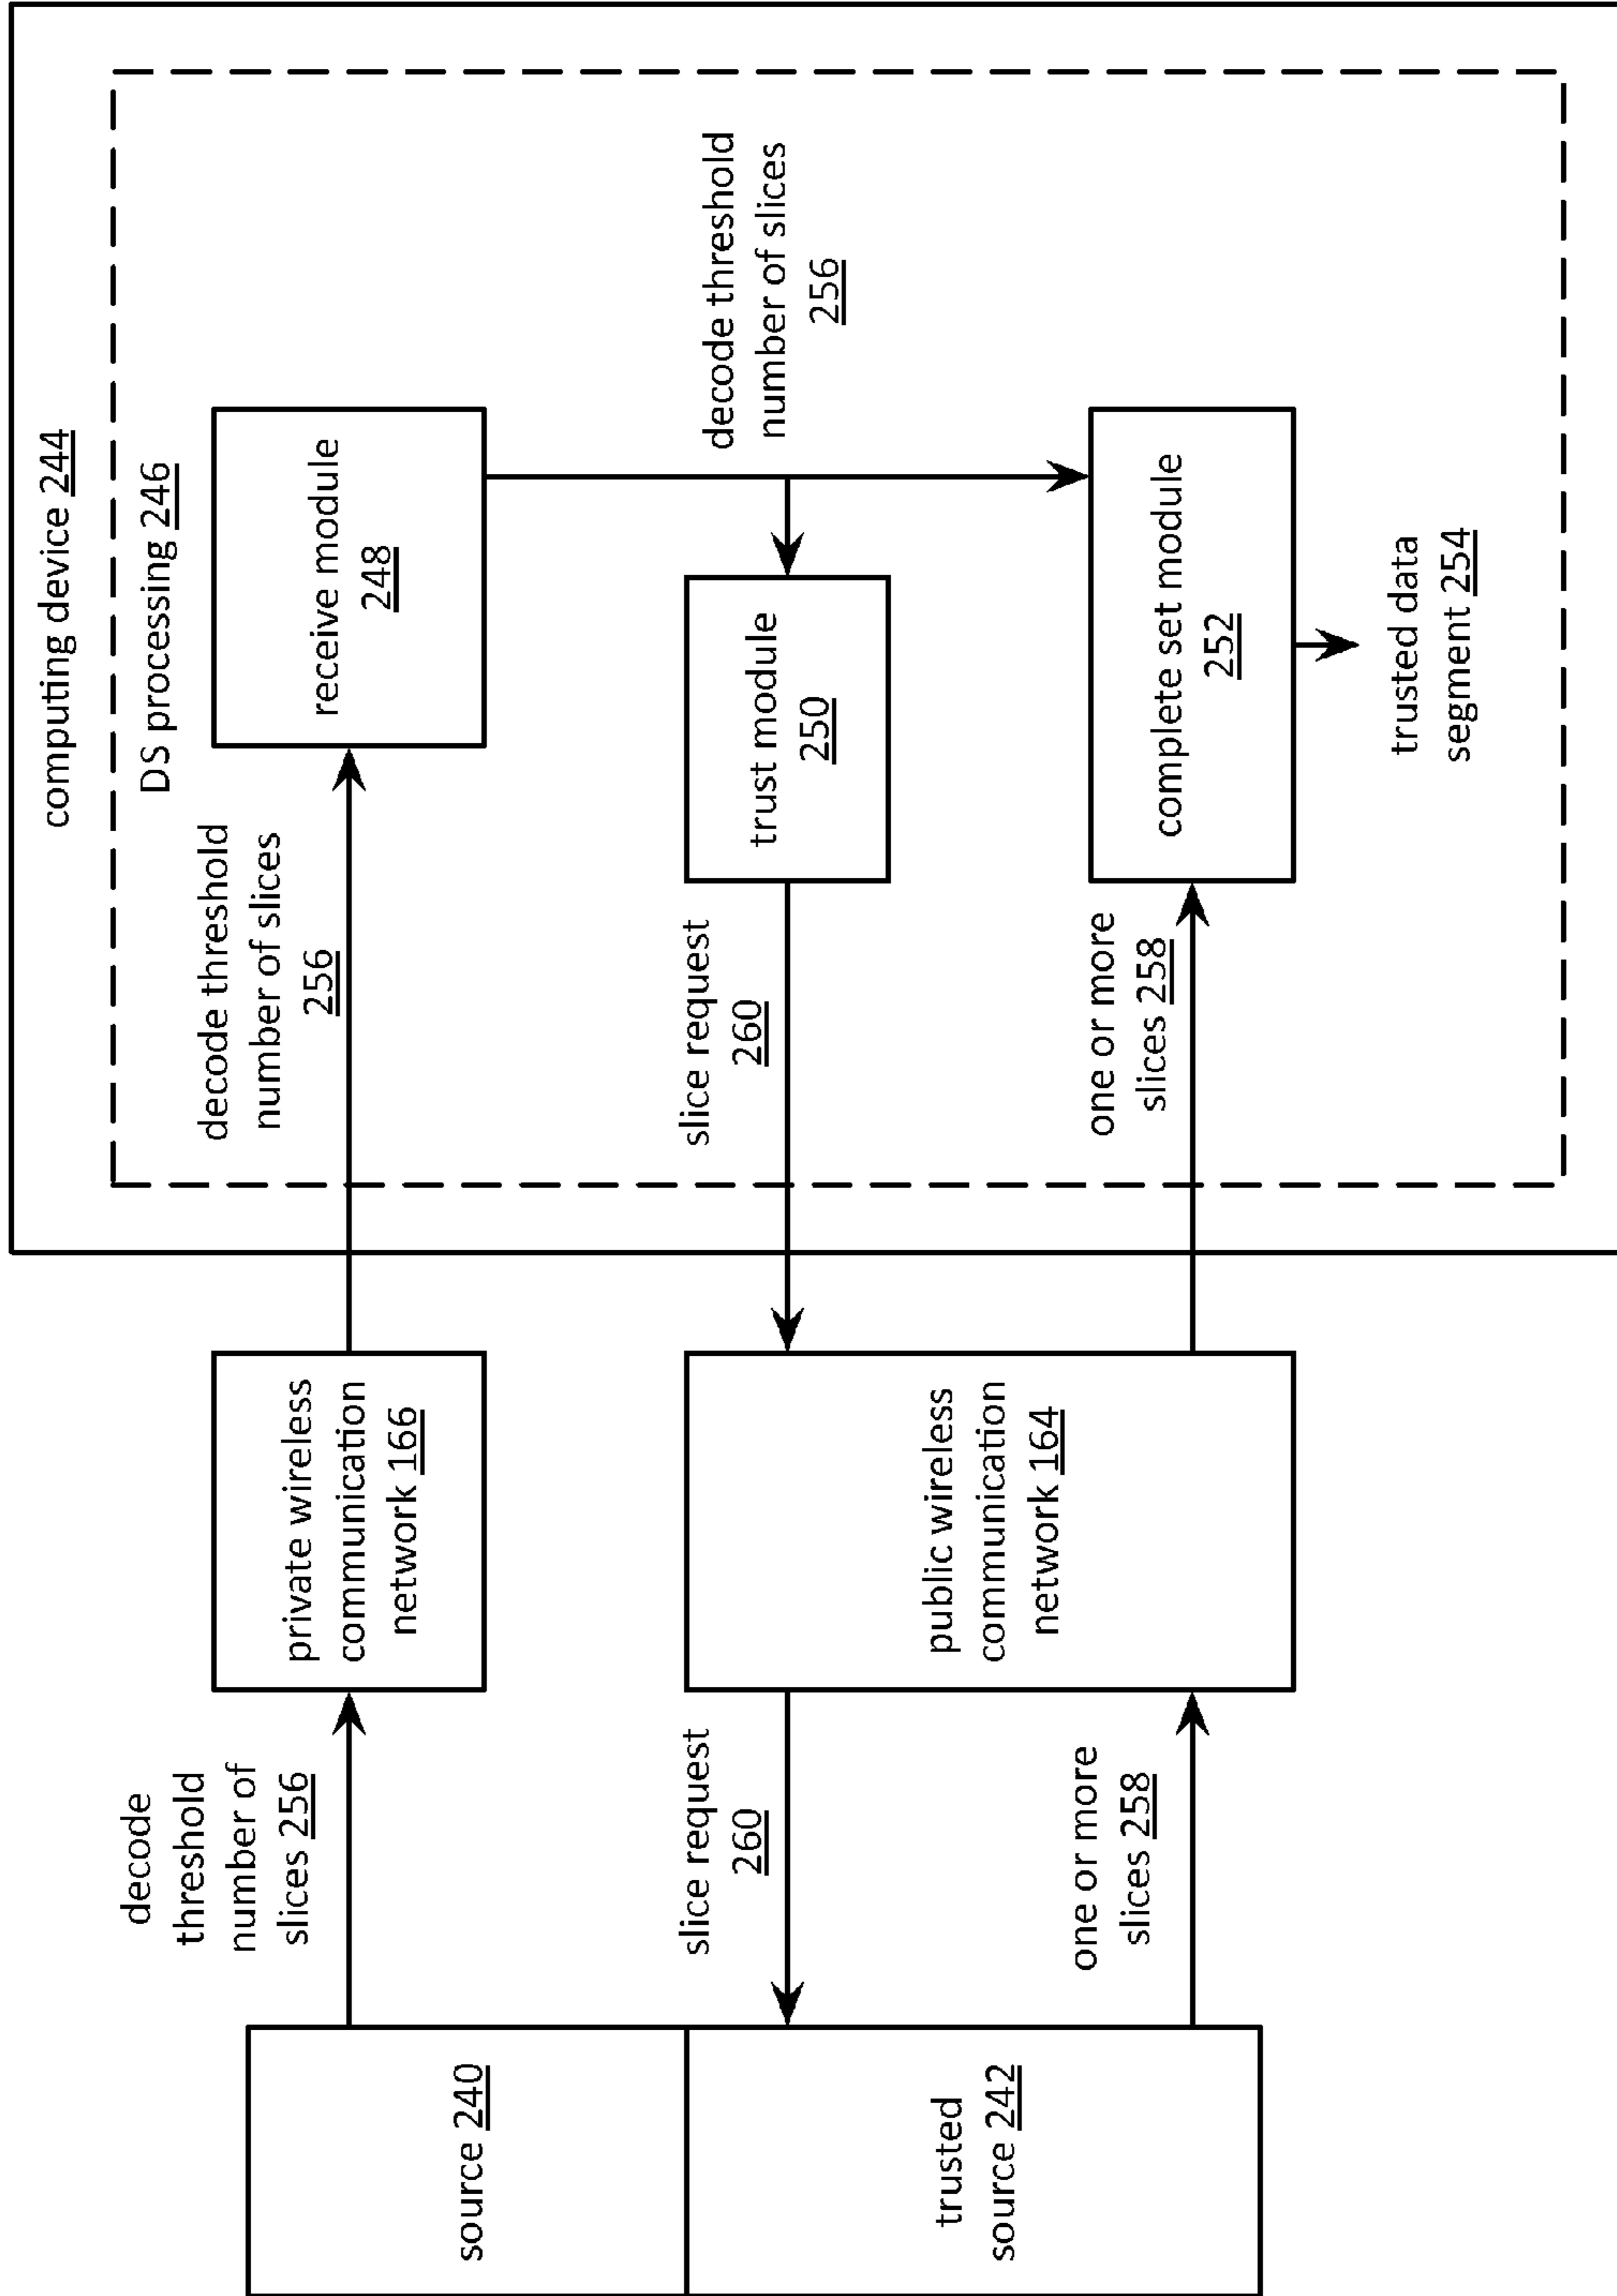 computing device 244
DS processing 246
source 240
decode
threshold
number of
slices 256
private wireless
communication
network 166
decode threshold
number of slices
256
receive module
248
decode threshold
number of slices
256
trusted
source 242
slice request
260
public wireless
communication
network 164
slice request
260
trust module
250
one or more
slices 258
one or more
slices 258
complete set module
252
trusted data
segment 254